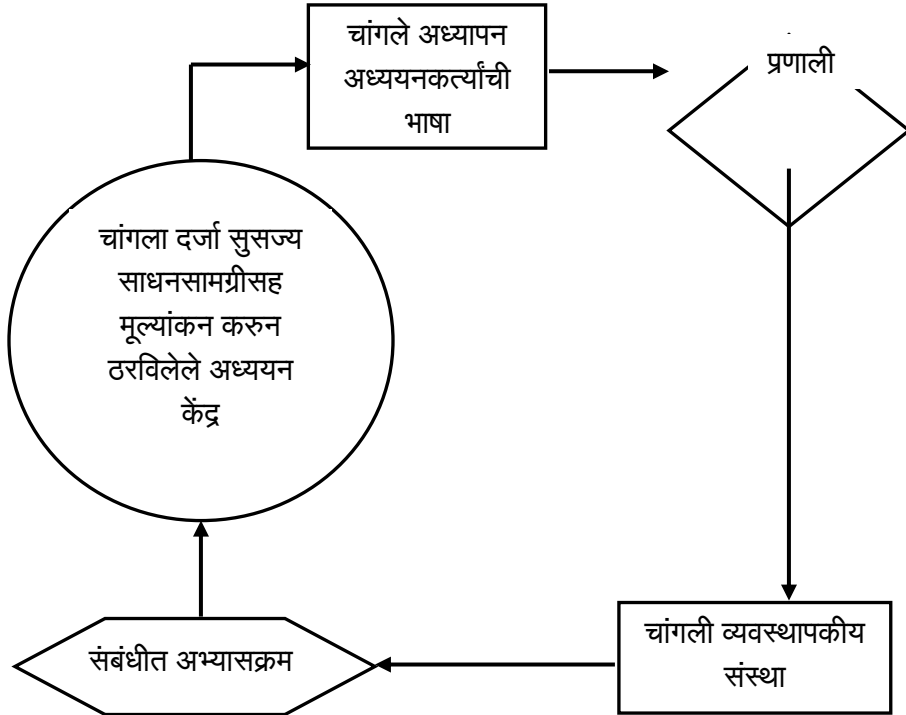 चांगले अध्यापन
अध्ययनकर्त्यांची
भाषा
प्रणाली
चांगला दर्जा सुसज्य
साधनसामग्रीसह
मूल्यांकन करुन
ठरविलेले अध्ययन
केंद्र
चांगली व्यवस्थापकीय
संस्था
संबंधीत अभ्यासक्रम